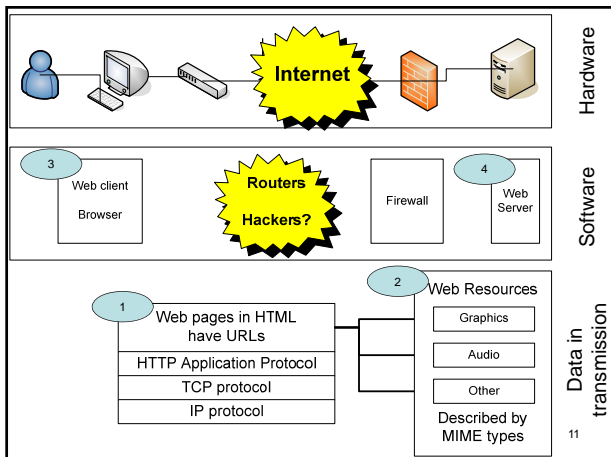 Internet
Hardware
3
Web client
Browser
Routers
Hackers?
Firewall
4
Web
Server
Software
1
Web pages in HTML
have URLs
HTTP Application Protocol
TCP protocol
IP protocol
2
Web Resources
Graphics
Audio
Other
Described by
MIME types
Data in
transmission
11